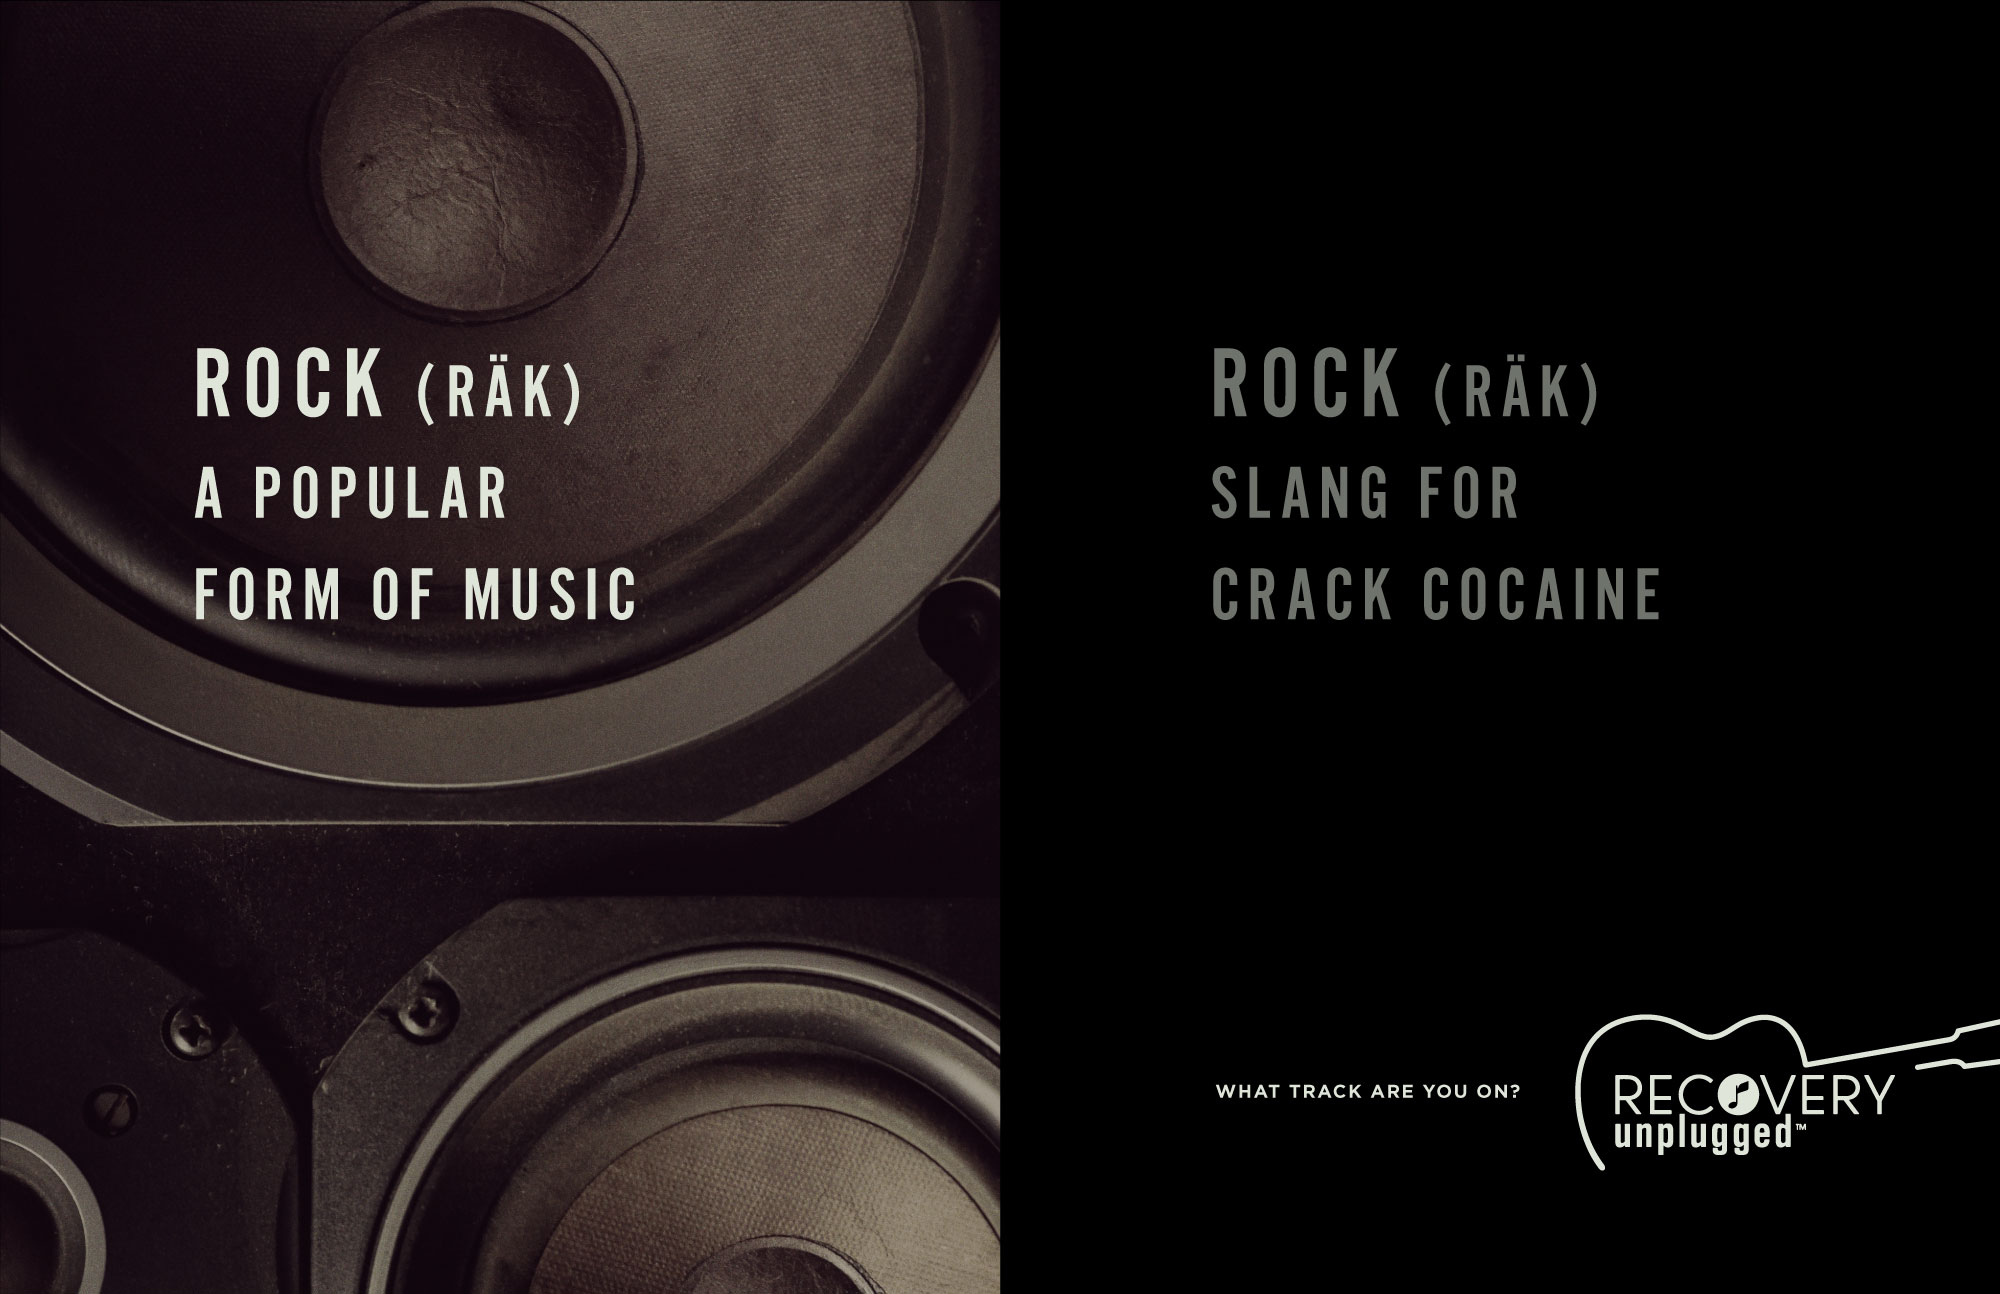 ROCK (RÄK)
A POPULAR
FORM OF MUSIC
ROCK (RÄK)
SLANG FOR
CRACK COCAINE
WHAT TRACK ARE YOU ON?
RECOVERY
unplugged™